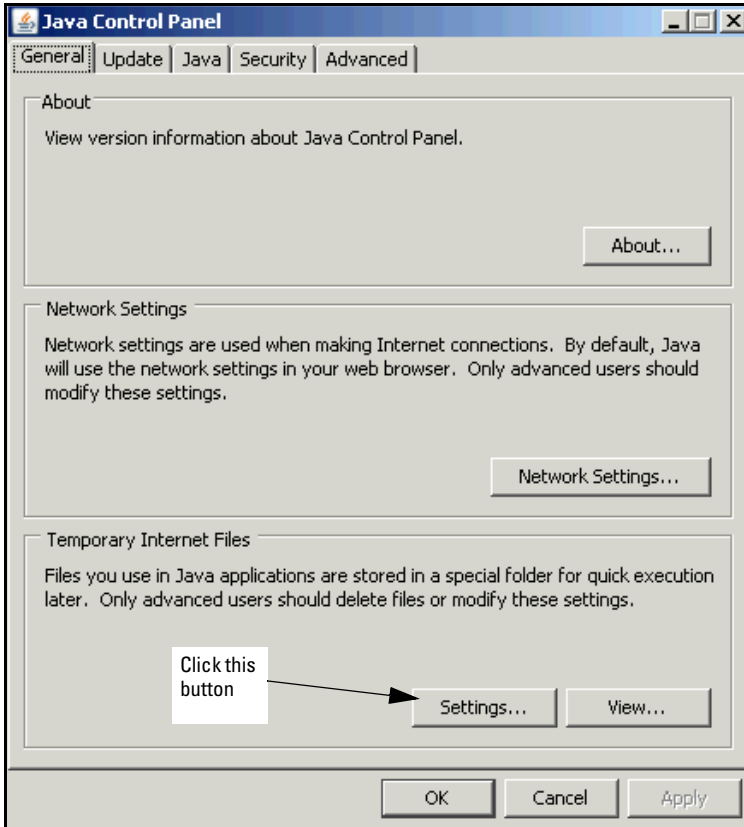 Java Control Panel
General Update Java Security Advanced
About
View version information about Java Control Panel.
About...
Network Settings
Network settings are used when making Internet connections. By default, Java
will use the network settings in your web browser. Only advanced users should
modify these settings.
Network Settings...
Temporary Internet Files
Files you use in Java applications are stored in a special folder for quick execution
later. Only advanced users should delete files or modify these settings.
Click this
button
Settings... View...
OK Cancel Apply